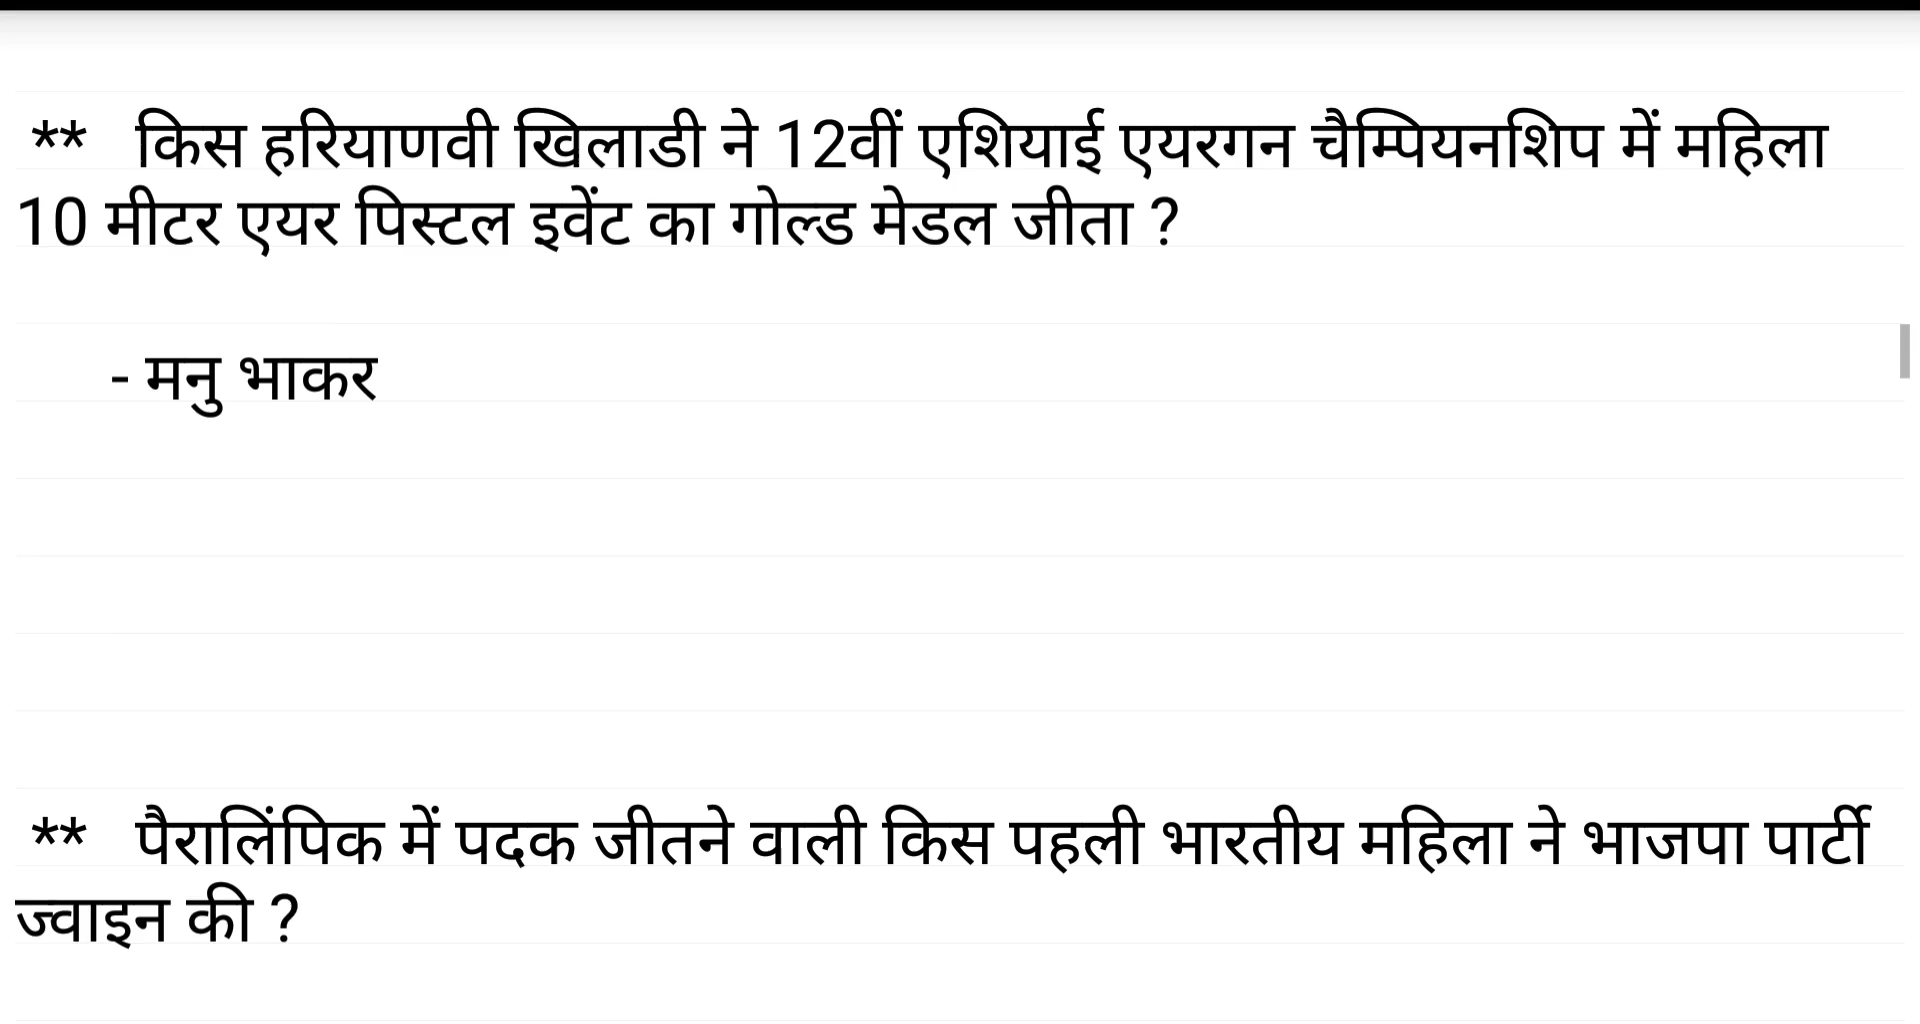 ** किस हरियाणवी खिलाडी ने 12वीं एशियाई एयरगन चैम्पियनशिप में महिला
10 मीटर एयर पिस्टल इवेंट का गोल्ड मेडल जीता ?
- मनु भाकर
** पैरालिंपिक में पदक जीतने वाली किस पहली भारतीय महिला ने भाजपा पार्टी
ज्वाइन की ?